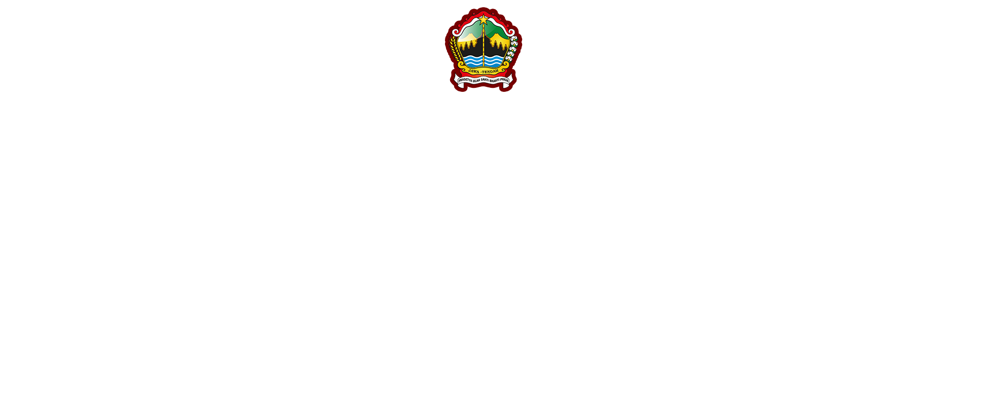 JAWA - TENGAH
PRASETYA ULAH SAKTI BHAKTI PRAJA